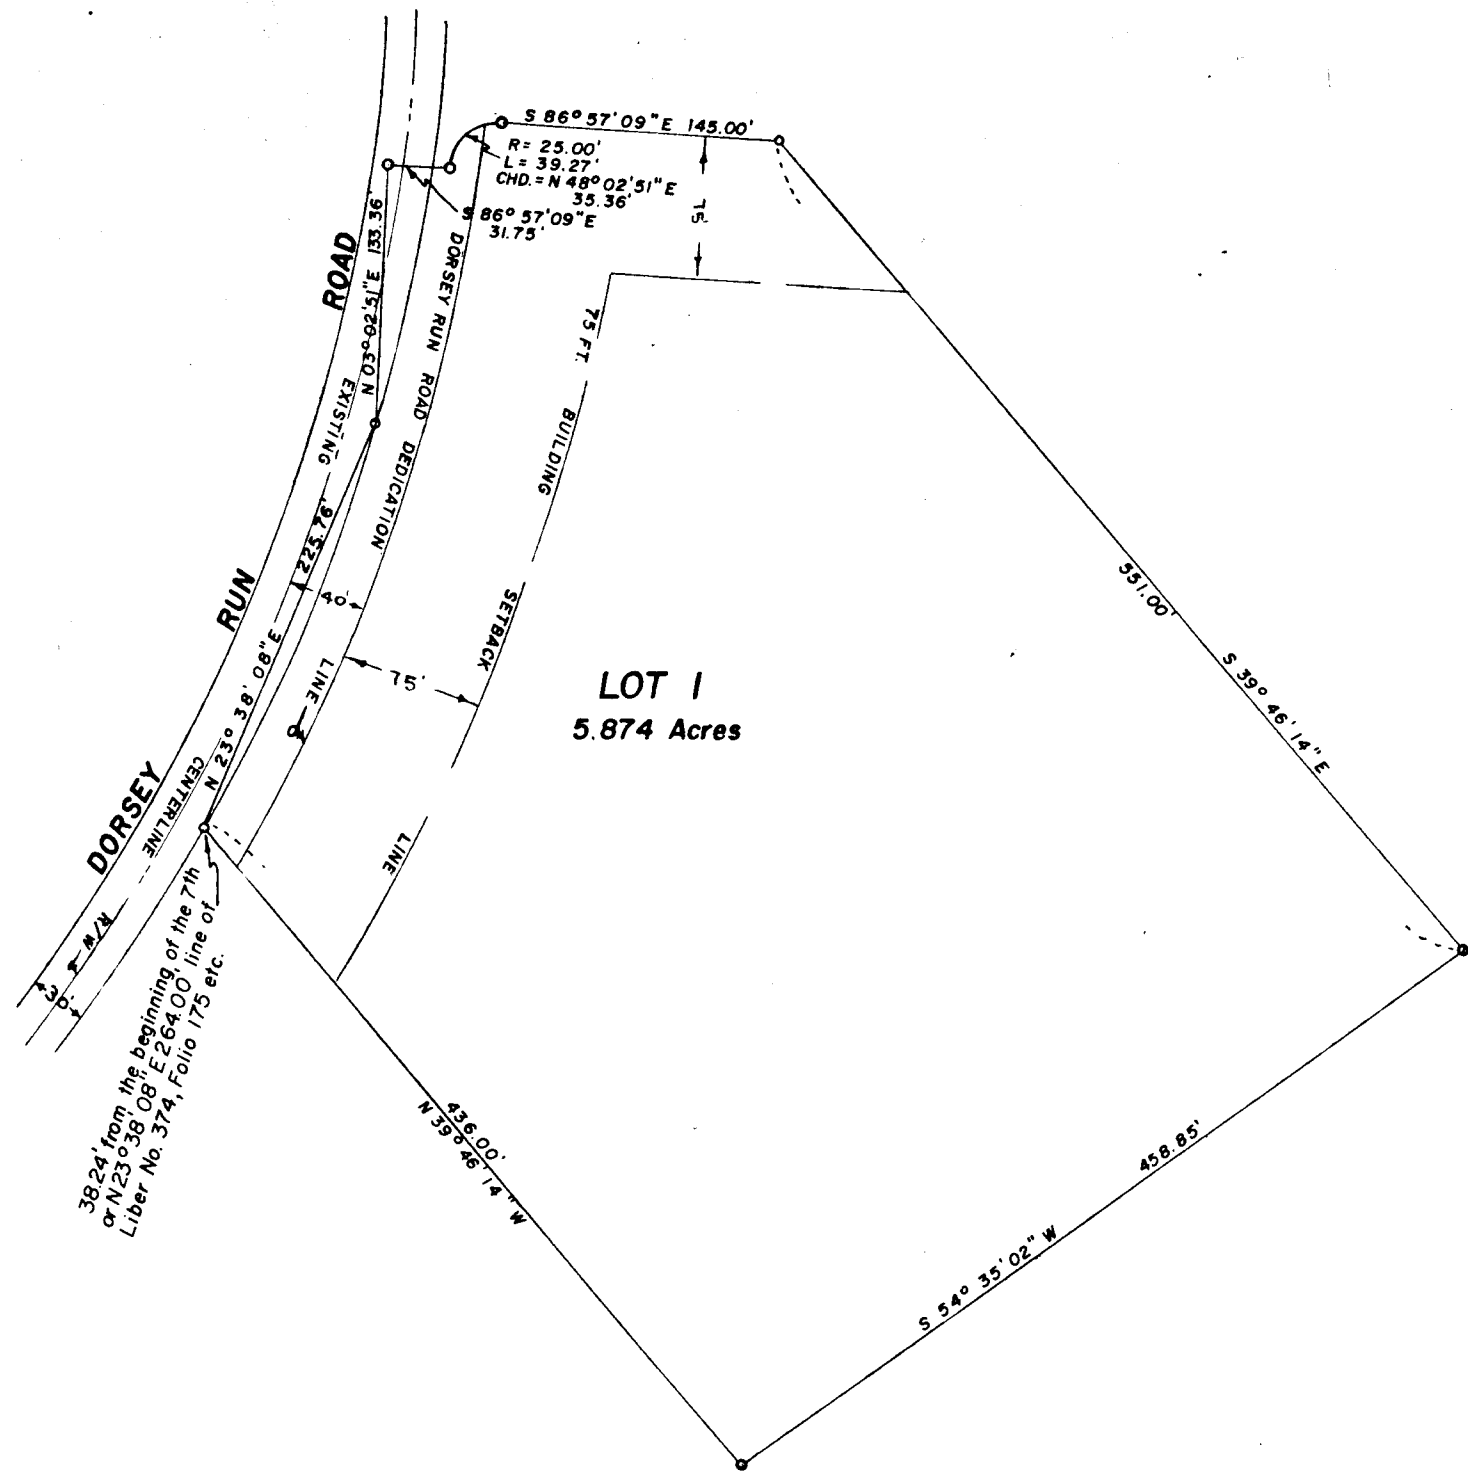 S 86° 57' 09" E 145.00'
R = 25.00'
L = 39.27'
CHD. = N 48° 02' 51" E
35.36'
S 86° 57' 09" E
31.75'
75'
N 03° 02' 51" E 133.36'
DORSEY RUN ROAD
EXISTING CENTERLINE
DORSEY RUN ROAD DEDICATION LINE
75 FT. BUILDING SETBACK LINE
N 23° 38' 08" E 225.76'
40'
75'
LOT 1
5.874 Acres
551.00'
S 39° 46' 14" E
R/W
30'
38.24' from the beginning of the 7th
or N 23° 38' 08" E 264.00' line of
Liber No. 374, Folio 175 etc.
436.00'
N 39° 46' 14" W
458.85'
S 54° 35' 02" W